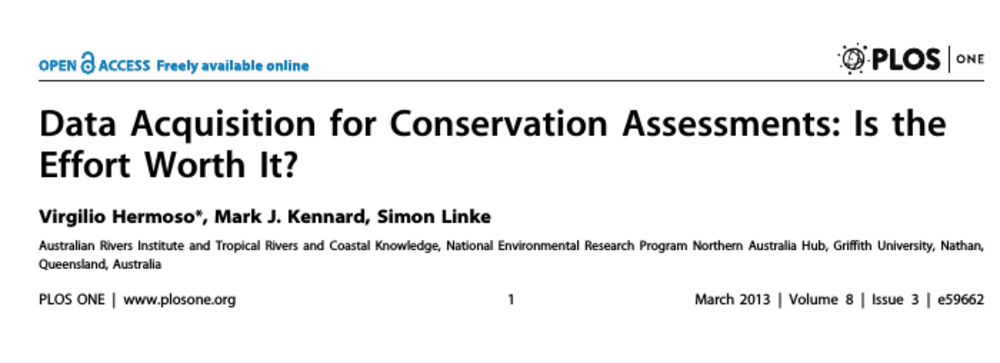 OPEN ACCESS Freely available online
PLOS ONE
Data Acquisition for Conservation Assessments: Is the
Effort Worth It?
Virgilio Hermoso*, Mark J. Kennard, Simon Linke
Australian Rivers Institute and Tropical Rivers and Coastal Knowledge, National Environmental Research Program Northern Australia Hub, Griffith University, Nathan,
Queensland, Australia
PLOS ONE | www.plosone.org 1 March 2013 | Volume 8 | Issue 3 | e59662